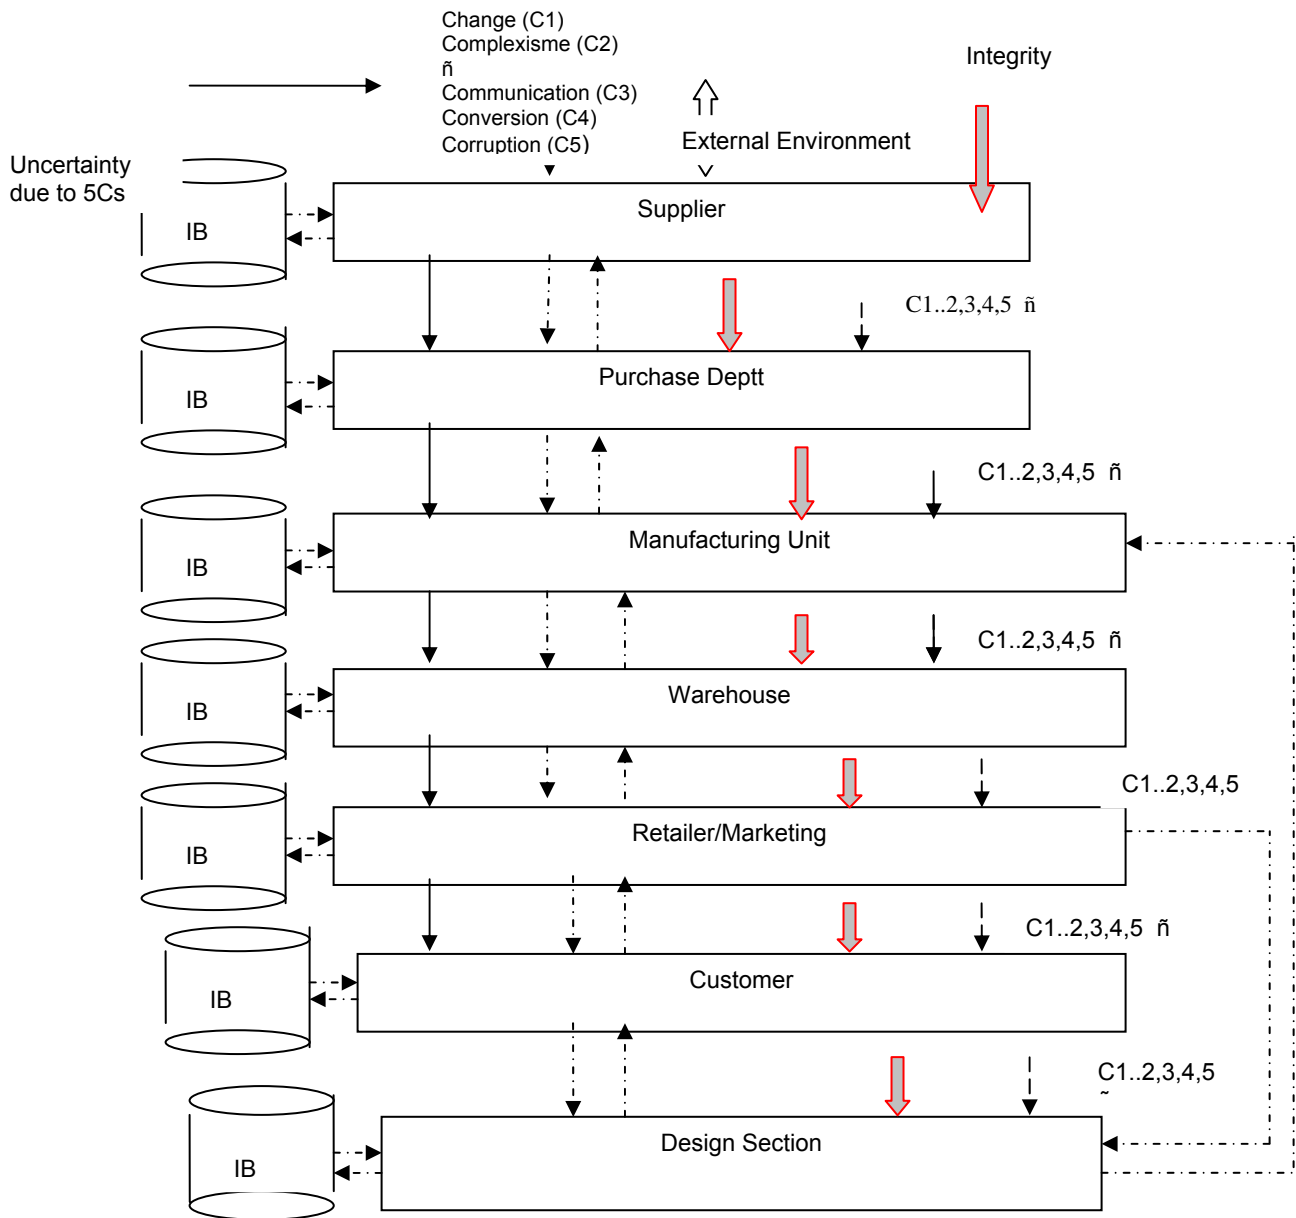 Change (C1)
Complexisme (C2)
ñ
Communication (C3)
Conversion (C4)
Corruption (C5)
Integrity
External Environment
Uncertainty
due to 5Cs
IB
Supplier
C1..2,3,4,5 ñ
IB
Purchase Deptt
C1..2,3,4,5 ñ
IB
Manufacturing Unit
C1..2,3,4,5 ñ
IB
Warehouse
C1..2,3,4,5
IB
Retailer/Marketing
C1..2,3,4,5 ñ
IB
Customer
C1..2,3,4,5
IB
Design Section